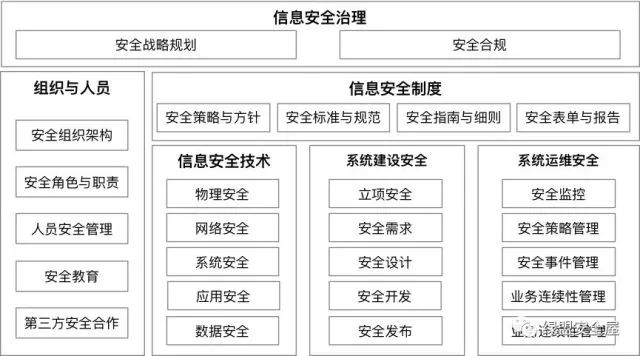 信息安全治理
安全战略规划 安全合规
组织与人员
安全组织架构
安全角色与职责
人员安全管理
安全教育
第三方安全合作
信息安全制度
安全策略与方针 安全标准与规范 安全指南与细则 安全表单与报告
信息安全技术
物理安全
网络安全
系统安全
应用安全
数据安全
系统建设安全
立项安全
安全需求
安全设计
安全开发
安全发布
系统运维安全
安全监控
安全策略管理
安全事件管理
业务连续性管理
业务连续性管理
绿盟安全屋